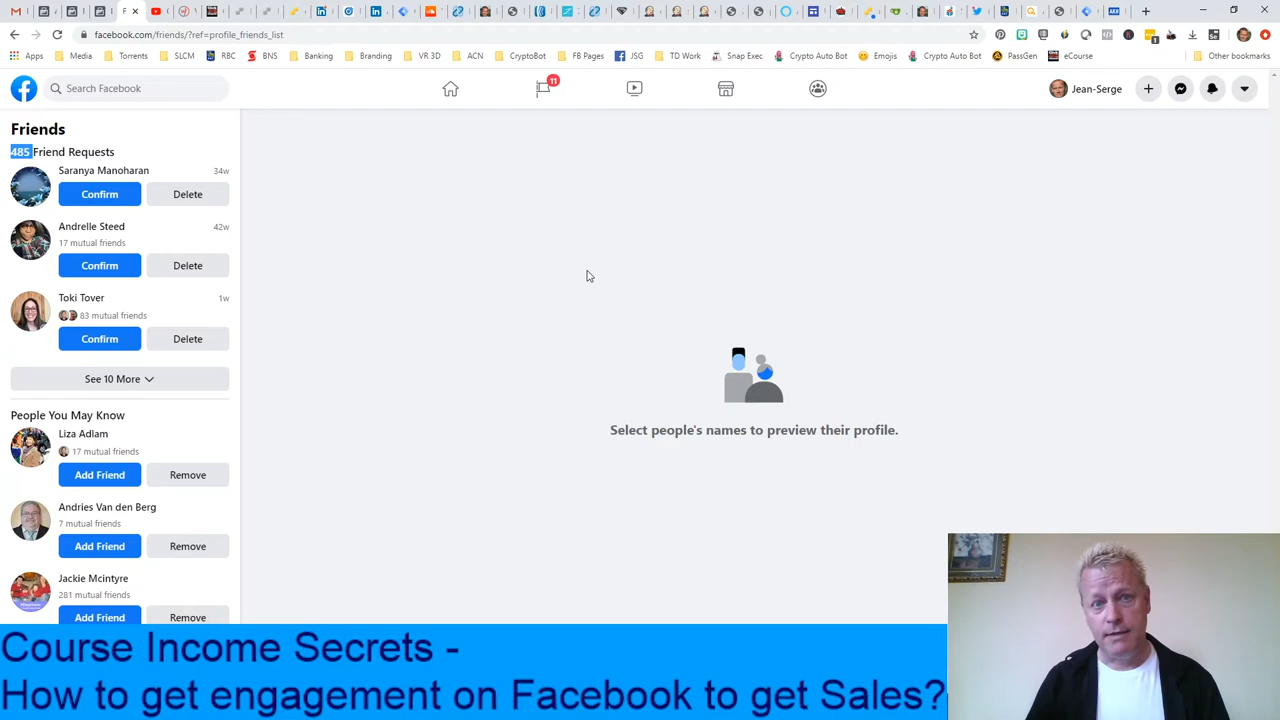 facebook.com/friends/?ref=profile_friends_list
Apps Media Torrents SLCM RBC BNS Banking Branding VR 3D ACN CryptoBot FB Pages JSG TD Work Snap Exec Crypto Auto Bot Emojis Crypto Auto Bot PassGen eCourse Other bookmarks
Search Facebook
11
Jean-Serge
Friends
485 Friend Requests
Saranya Manoharan 34w
Confirm Delete
Andrelle Steed 42w
17 mutual friends
Confirm Delete
Toki Tover 1w
83 mutual friends
Confirm Delete
See 10 More
People You May Know
Liza Adlam
17 mutual friends
Add Friend Remove
Andries Van den Berg
7 mutual friends
Add Friend Remove
Jackie Mcintyre
281 mutual friends
Add Friend Remove
Select people's names to preview their profile.
Course Income Secrets -
How to get engagement on Facebook to get Sales?